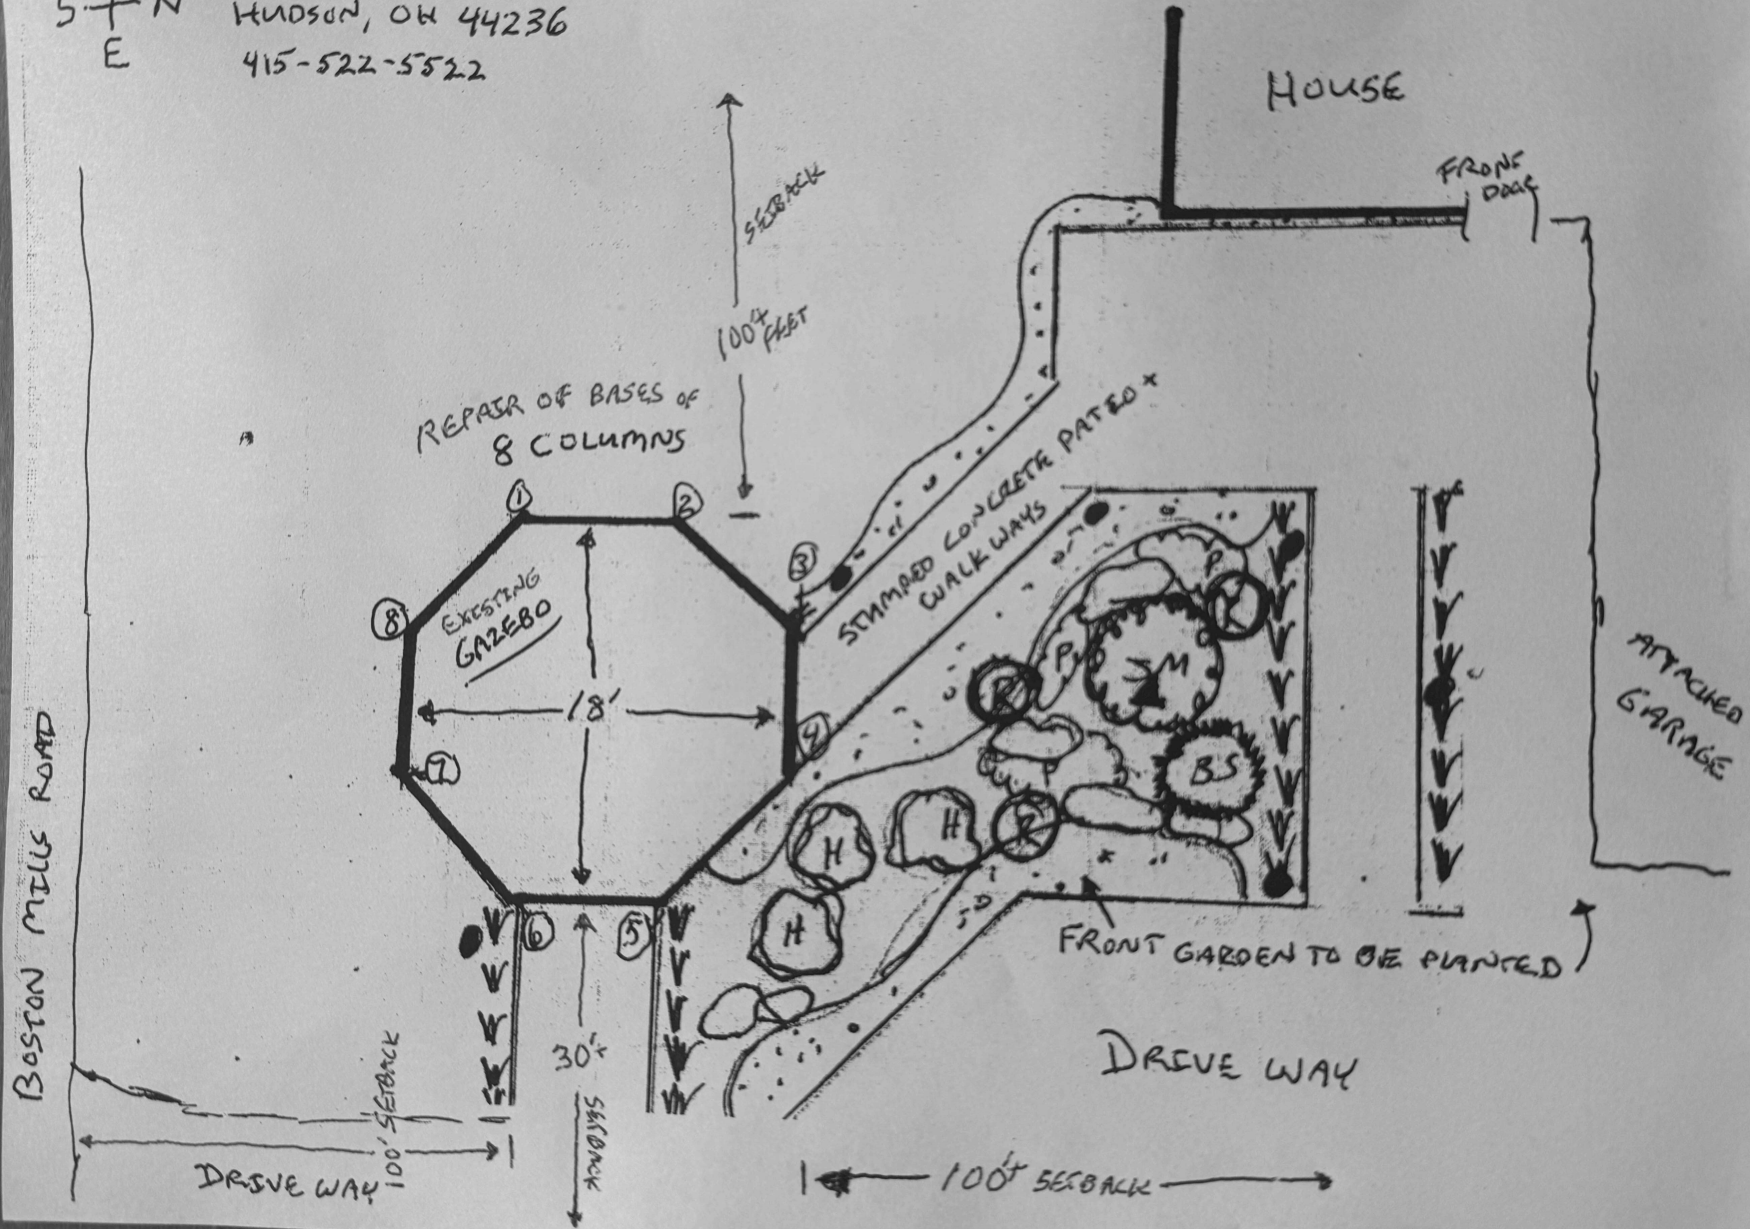 S N
E
HUDSON, OH 44236
415-522-5522
HOUSE
FRONT
DOOR
SETBACK
100'+
FEET
REPAIR OF BASES OF
8 COLUMNS
1
2
3
4
5
6
7
8
EXISTING
GAZEBO
18'
STAMPED CONCRETE PATIO +
WALK WAYS
P
R
P
JM
R
P
BS
H
H
R
H
ATTACHED
GARAGE
FRONT GARDEN TO BE PLANTED
BOSTON MILLS ROAD
30'+
SETBACK
100' SETBACK
DRIVE WAY
DRIVE WAY
100'+ SETBACK